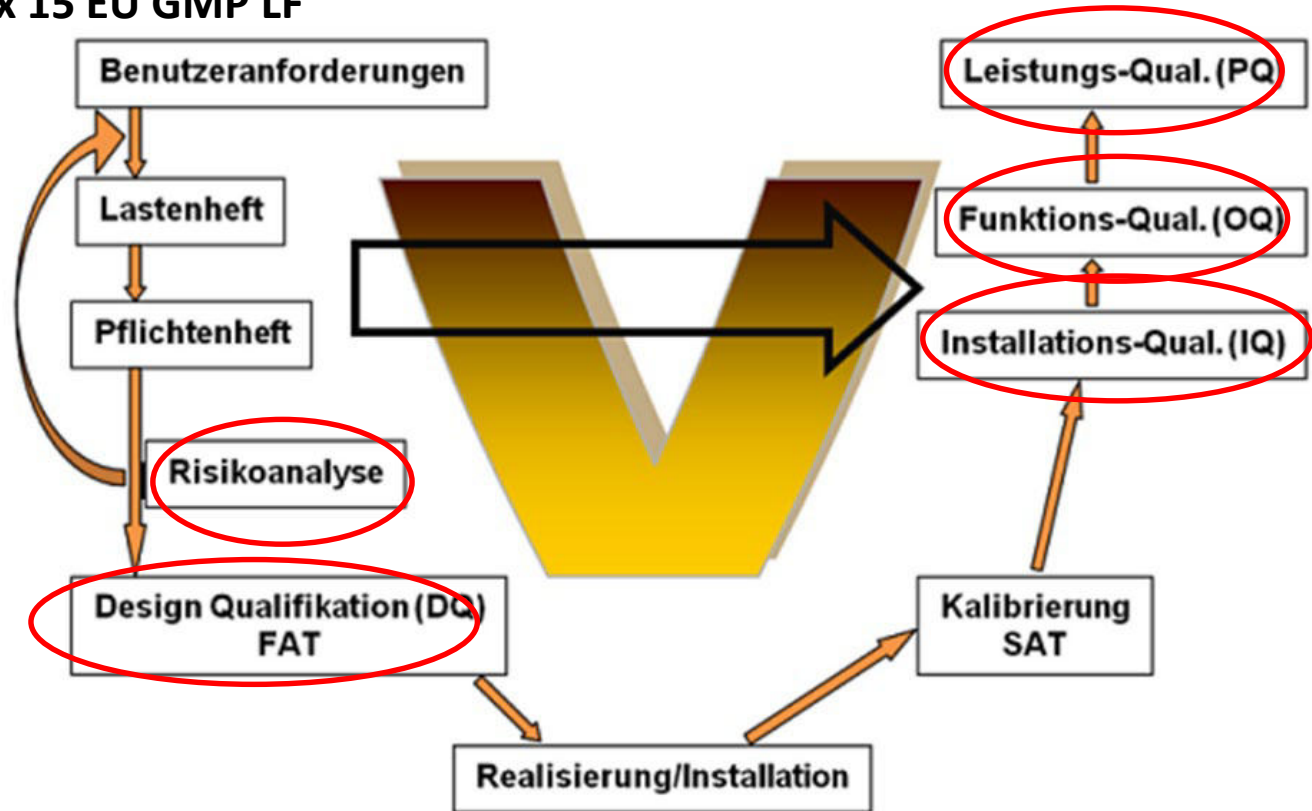 x 15 EU GMP LF
Benutzeranforderungen
Lastenheft
Pflichtenheft
Risikoanalyse
Design Qualifikation (DQ)
FAT
Realisierung/Installation
Kalibrierung
SAT
Installations-Qual. (IQ)
Funktions-Qual. (OQ)
Leistungs-Qual. (PQ)
V